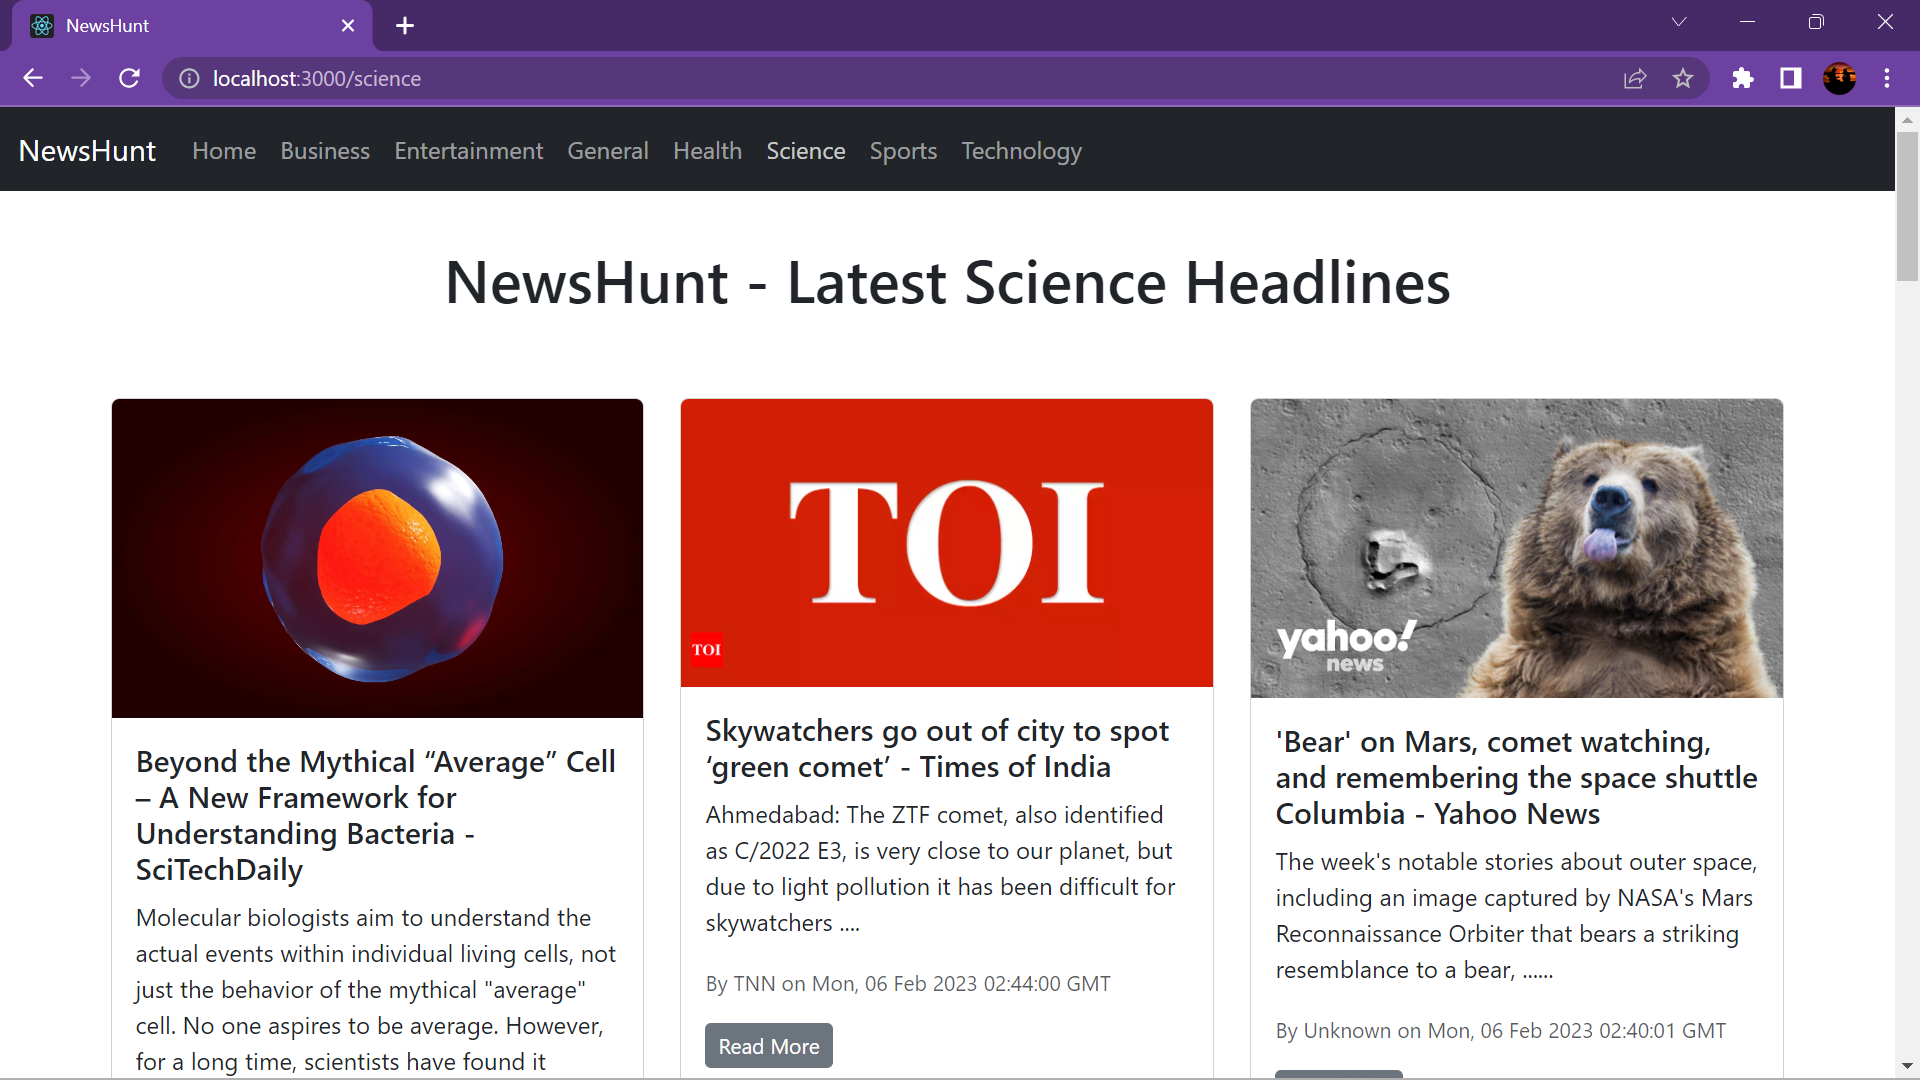 NewsHunt
localhost:3000/science
NewsHunt Home Business Entertainment General Health Science Sports Technology
NewsHunt - Latest Science Headlines
TOI
TOI
Beyond the Mythical “Average” Cell
– A New Framework for
Understanding Bacteria -
SciTechDaily
Molecular biologists aim to understand the
actual events within individual living cells, not
just the behavior of the mythical "average"
cell. No one aspires to be average. However,
for a long time, scientists have found it
Skywatchers go out of city to spot
‘green comet’ - Times of India
Ahmedabad: The ZTF comet, also identified
as C/2022 E3, is very close to our planet, but
due to light pollution it has been difficult for
skywatchers ....
By TNN on Mon, 06 Feb 2023 02:44:00 GMT
Read More
yahoo!
news
'Bear' on Mars, comet watching,
and remembering the space shuttle
Columbia - Yahoo News
The week's notable stories about outer space,
including an image captured by NASA's Mars
Reconnaissance Orbiter that bears a striking
resemblance to a bear, ......
By Unknown on Mon, 06 Feb 2023 02:40:01 GMT